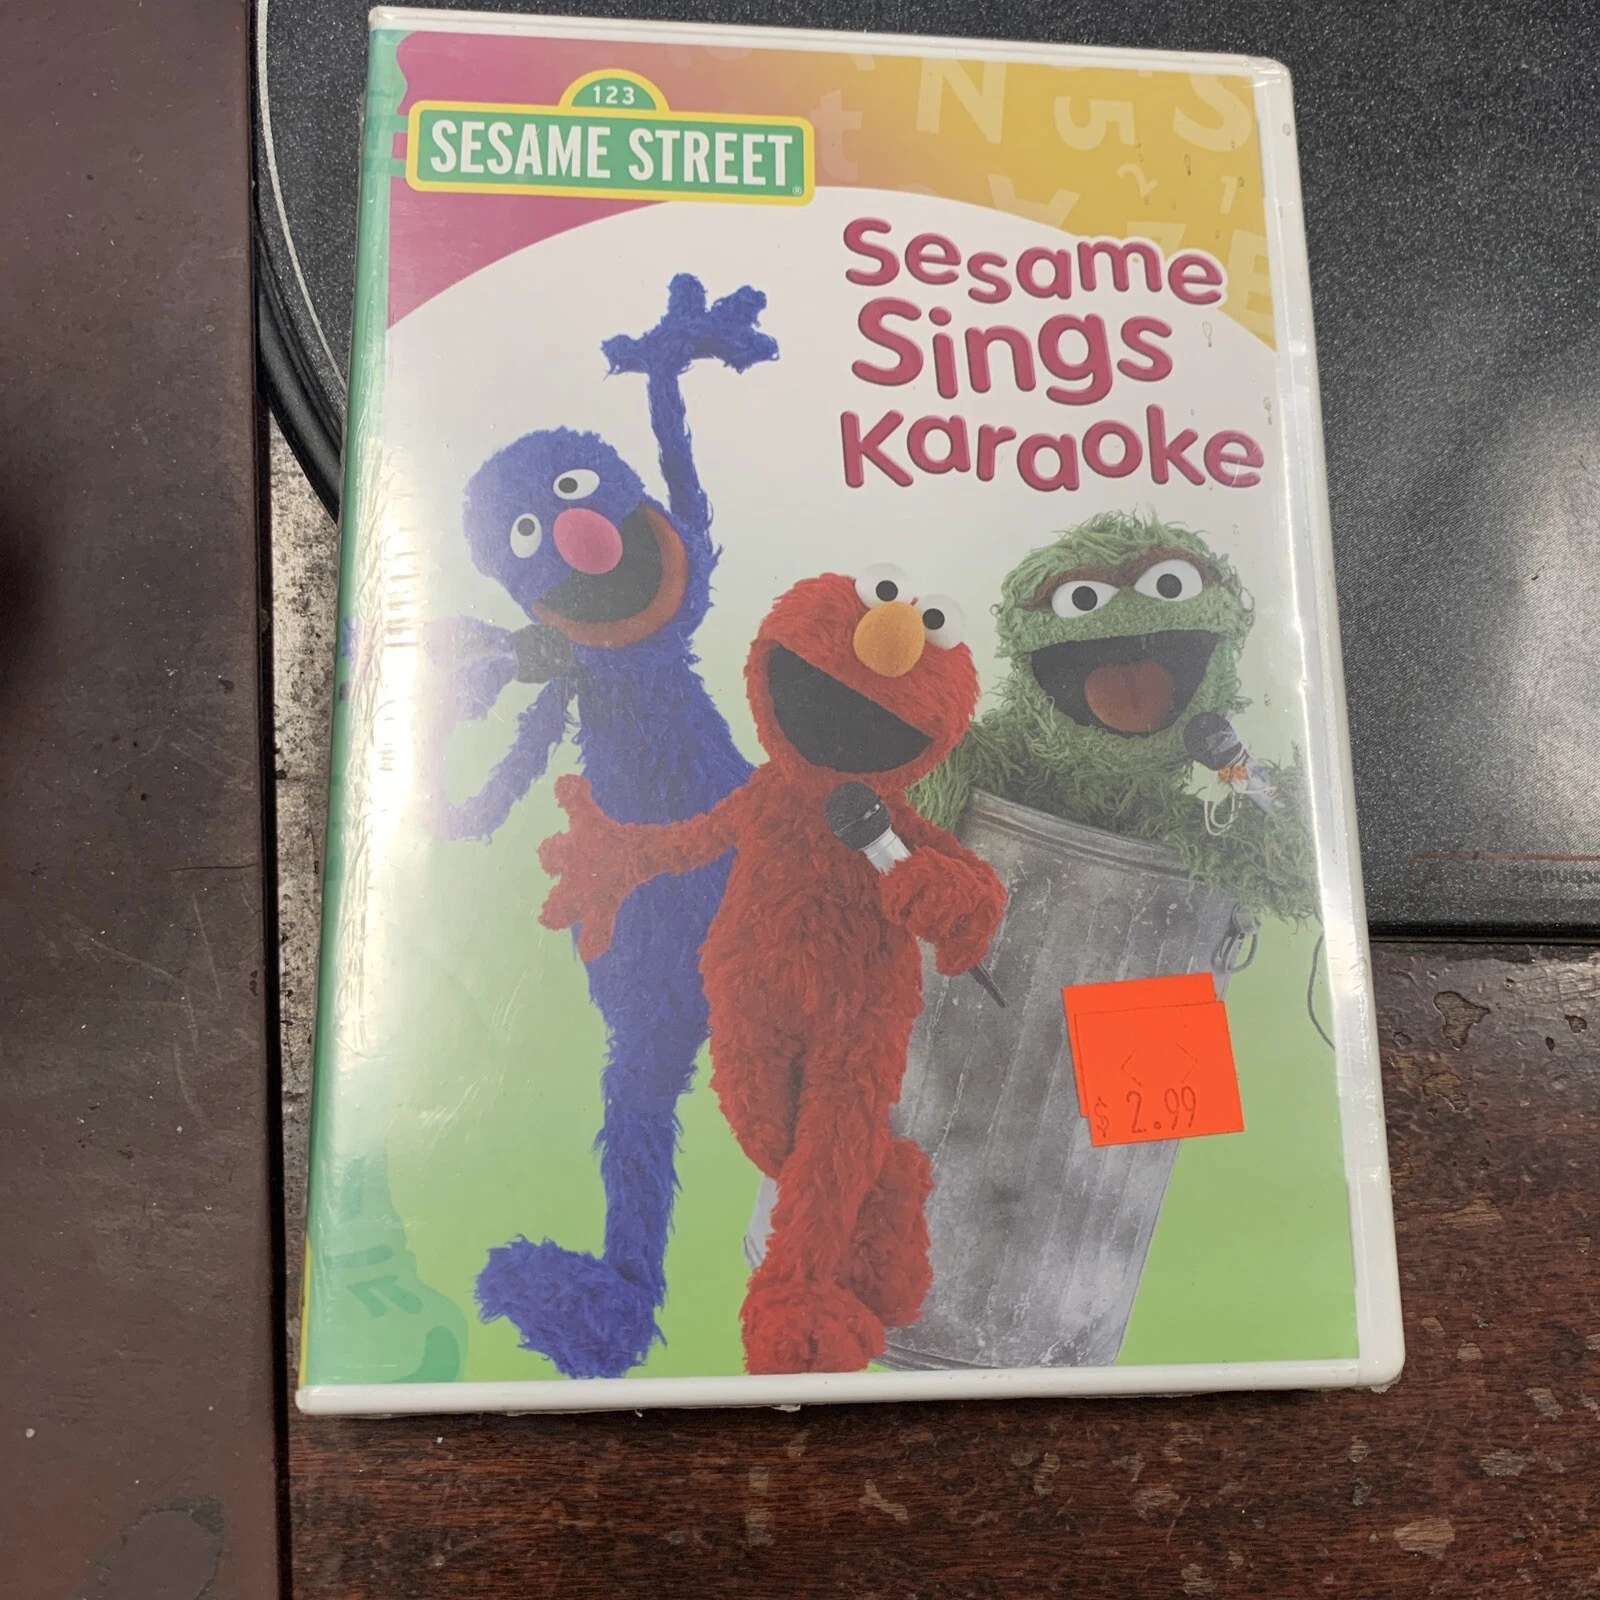 123
SESAME STREET®
Sesame
Sings
Karaoke
$ 2.99